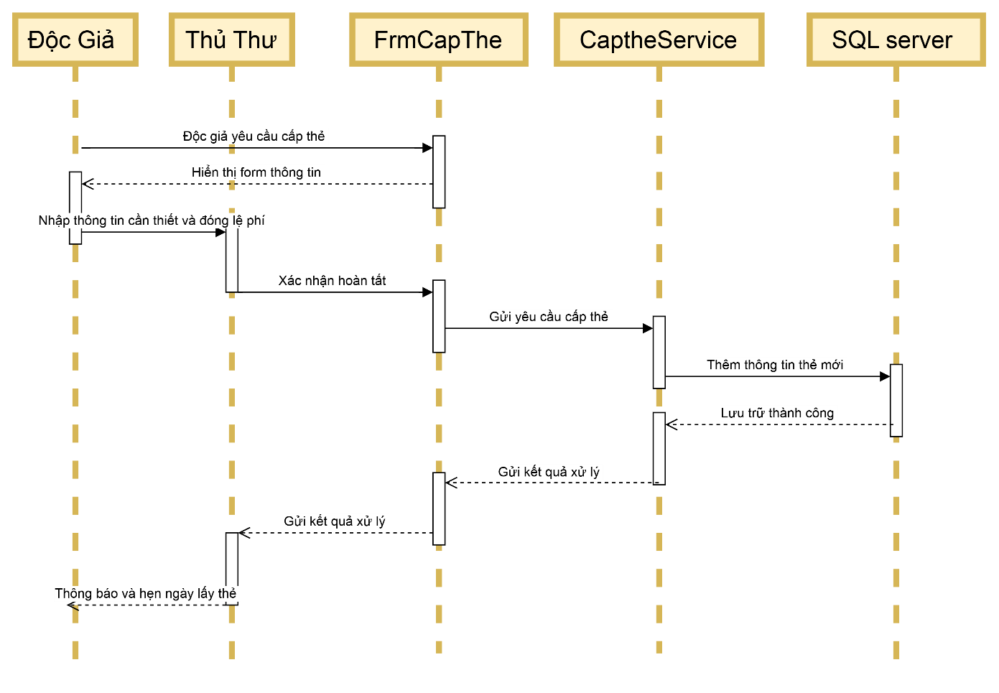 Độc Giả
Thủ Thư
FrmCapThe
CaptheService
SQL server
Độc giả yêu cầu cấp thẻ
Hiển thị form thông tin
Nhập thông tin cần thiết và đóng lệ phí
Xác nhận hoàn tất
Gửi yêu cầu cấp thẻ
Thêm thông tin thẻ mới
Lưu trữ thành công
Gửi kết quả xử lý
Gửi kết quả xử lý
Thông báo và hẹn ngày lấy thẻ